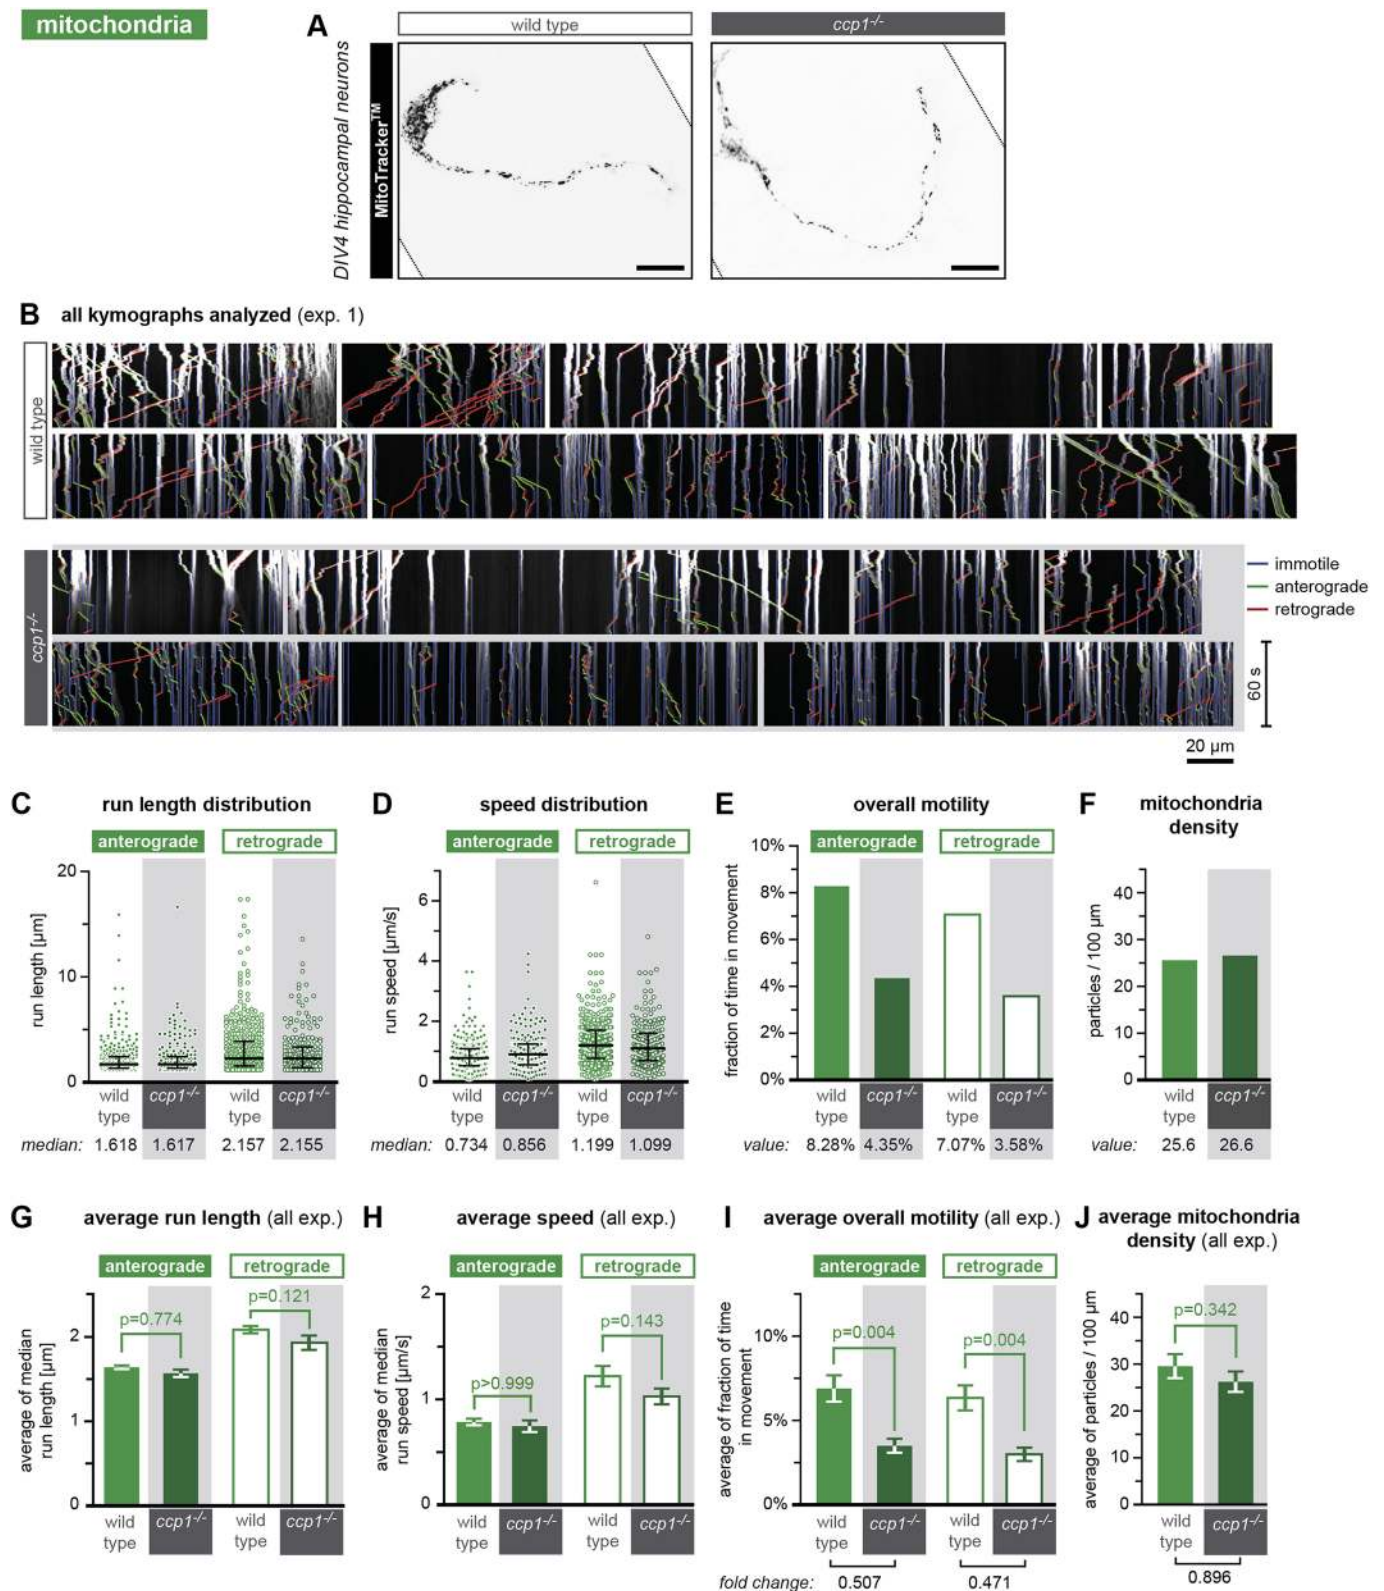 mitochondria
A
wild type
ccp1-/-
DIV4 hippocampal neurons
MitoTracker™
B all kymographs analyzed (exp. 1)
wild type
ccp1-/-
immotile
anterograde
retrograde
60 s
20 µm
C run length distribution
anterograde retrograde
run length [µm]
20
10
0
wild type ccp1-/- wild type ccp1-/-
median: 1.618 1.617 2.157 2.155
D speed distribution
anterograde retrograde
run speed [µm/s]
6
4
2
0
wild type ccp1-/- wild type ccp1-/-
median: 0.734 0.856 1.199 1.099
E overall motility
anterograde retrograde
fraction of time in movement
10%
8%
6%
4%
2%
0%
wild type ccp1-/- wild type ccp1-/-
value: 8.28% 4.35% 7.07% 3.58%
F mitochondria
density
particles / 100 µm
40
30
20
10
0
wild type ccp1-/-
value: 25.6 26.6
G average run length (all exp.)
anterograde retrograde
average of median
run length [µm]
2
1
0
p=0.774
p=0.121
wild type ccp1-/- wild type ccp1-/-
H average speed (all exp.)
anterograde retrograde
average of median
run speed [µm/s]
2
1
0
p>0.999
p=0.143
wild type ccp1-/- wild type ccp1-/-
I average overall motility (all exp.)
anterograde retrograde
average of fraction of time
in movement
10%
5%
0%
p=0.004
p=0.004
wild type ccp1-/- wild type ccp1-/-
fold change: 0.507 0.471
J average mitochondria
density (all exp.)
average of particles / 100 µm
40
30
20
10
0
p=0.342
wild type ccp1-/-
0.896